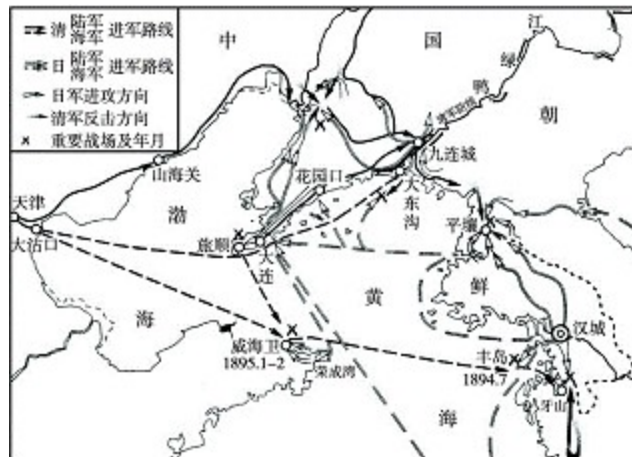 清 陆军 海军 进军路线
日 陆军 海军 进军路线
日军进攻方向
清军反击方向
重要战场及年月
中
国
江
绿
鸭
朝
鲜
清军防线
九连城
大东沟
花园口
山海关
天津
大沽口
渤
海
旅顺
大连
平壤
黄
海
汉城
丰岛
1894.7
牙山
威海卫
1895.1-2
荣成湾